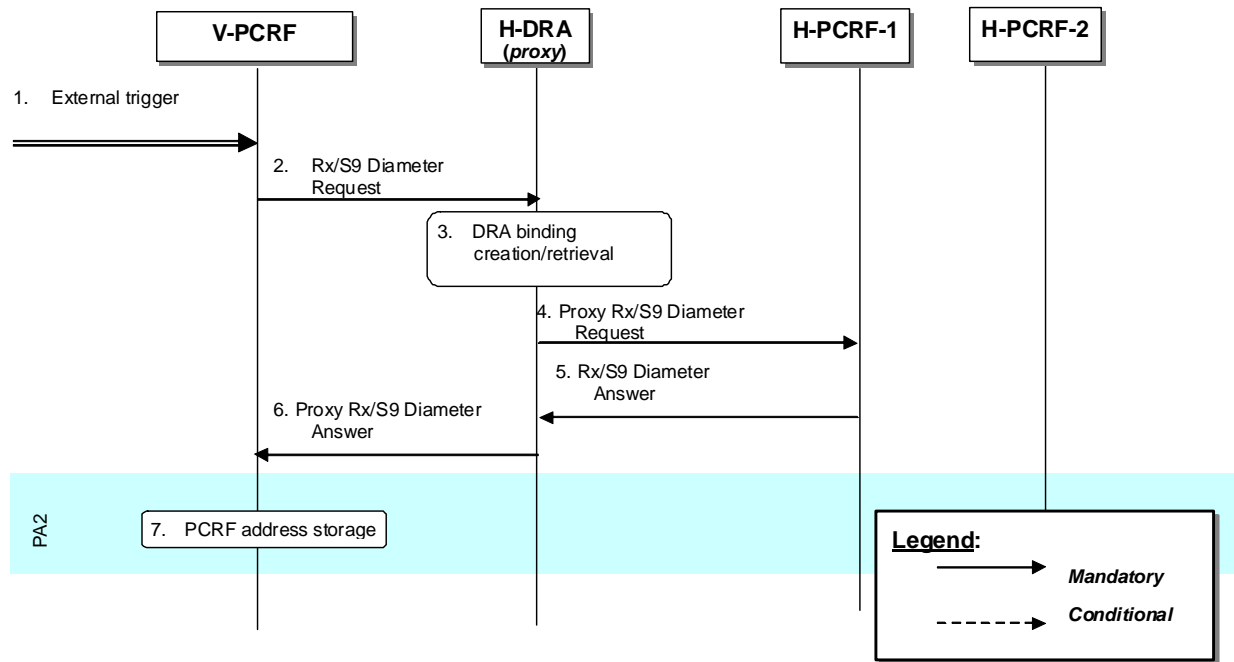 V-PCRF
H-DRA
(proxy)
H-PCRF-1
H-PCRF-2
1. External trigger
2. Rx/S9 Diameter
Request
3. DRA binding
creation/retrieval
4. Proxy Rx/S9 Diameter
Request
5. Rx/S9 Diameter
Answer
6. Proxy Rx/S9 Diameter
Answer
PA2
7. PCRF address storage
Legend:
Mandatory
Conditional